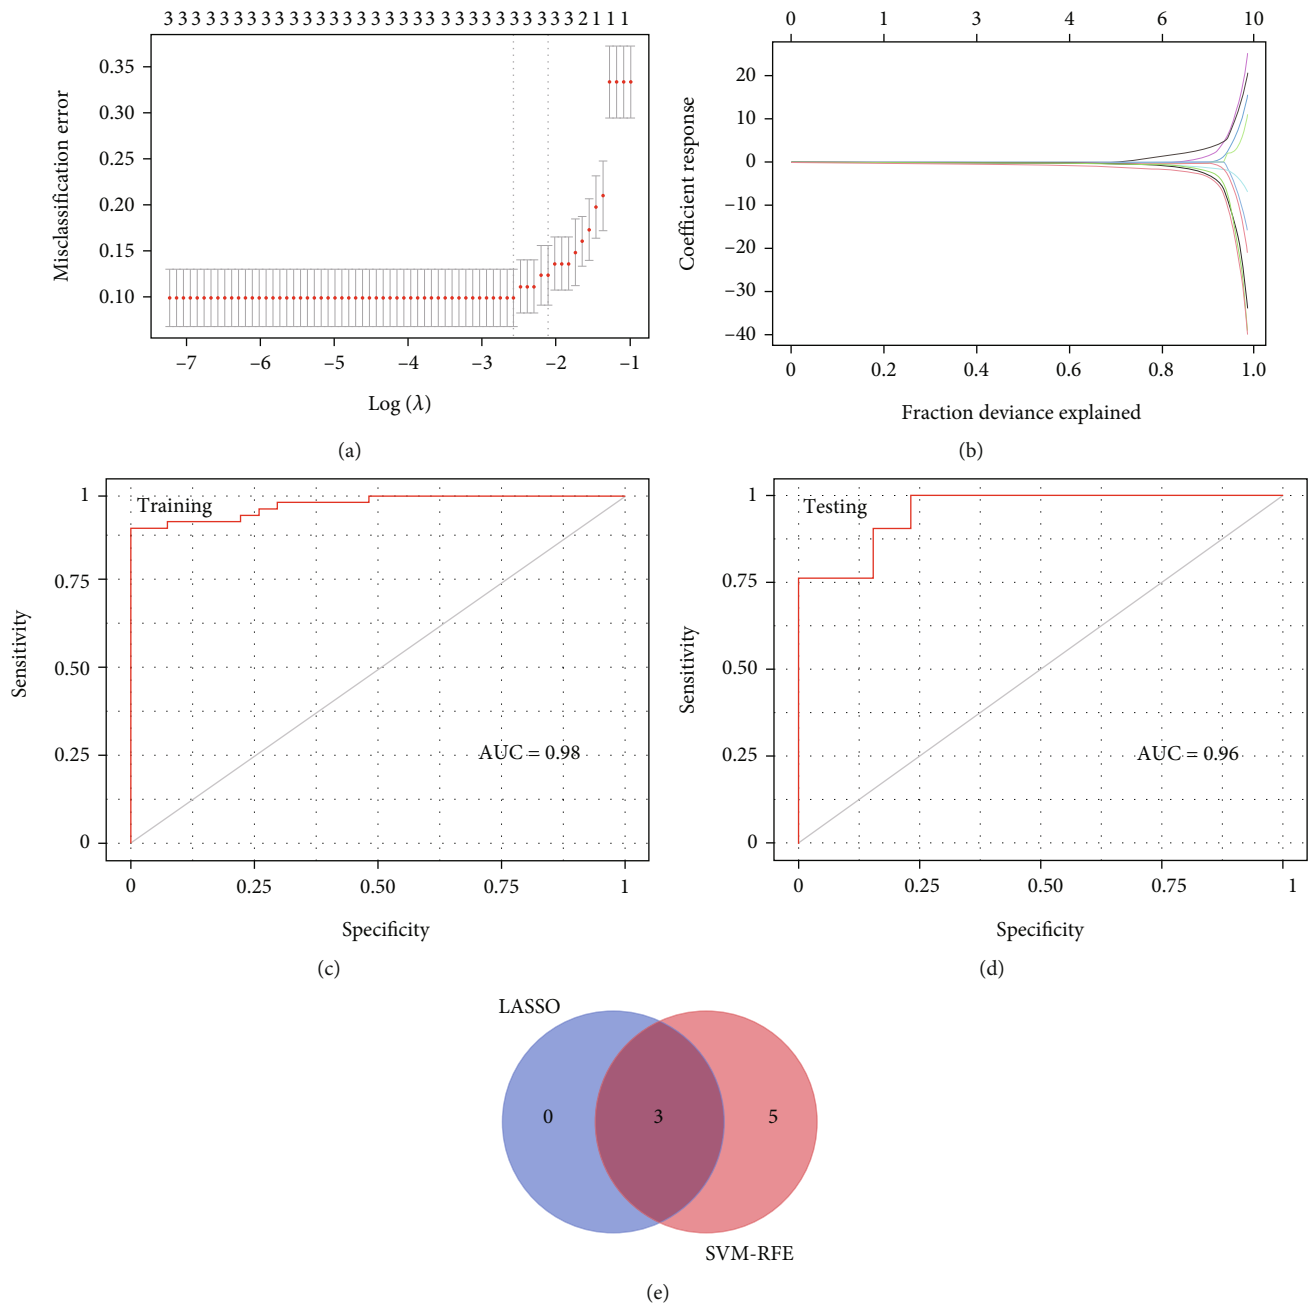 3 3 3 3 3 3 3 3 3 3 3 3 3 3 3 3 3 3 3 3 3 3 3 3 3 3 3 3 3 3 2 1 1 1
0.35
0.30
0.25
0.20
0.15
0.10
Misclassification error
–7 –6 –5 –4 –3 –2 –1
Log (λ)
(a)
0 1 3 4 6 10
20
10
0
–10
–20
–30
–40
Coefficient response
0 0.2 0.4 0.6 0.8 1.0
Fraction deviance explained
(b)
Training
1
0.75
0.50
0.25
0
Sensitivity
AUC = 0.98
0 0.25 0.50 0.75 1
Specificity
(c)
Testing
1
0.75
0.50
0.25
0
Sensitivity
AUC = 0.96
0 0.25 0.50 0.75 1
Specificity
(d)
LASSO
0 3 5
SVM-RFE
(e)